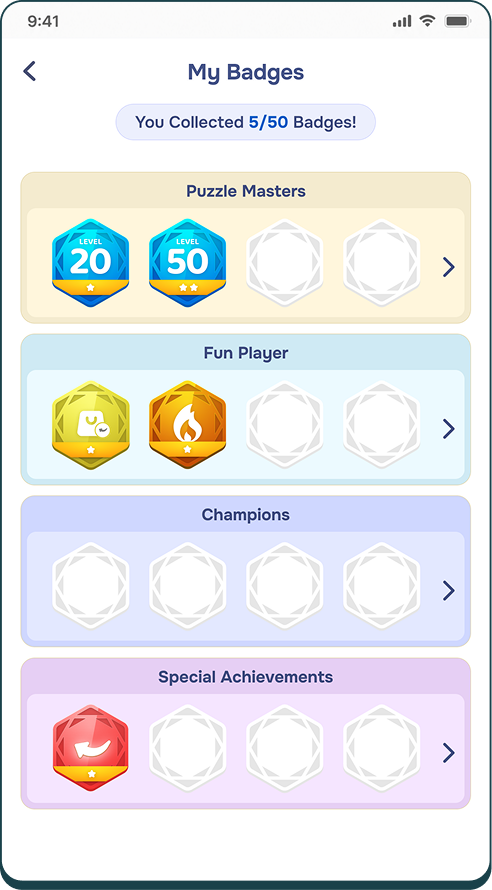 9:41
My Badges
You Collected 5/50 Badges!
Puzzle Masters
LEVEL
20
LEVEL
50
Fun Player
Champions
Special Achievements